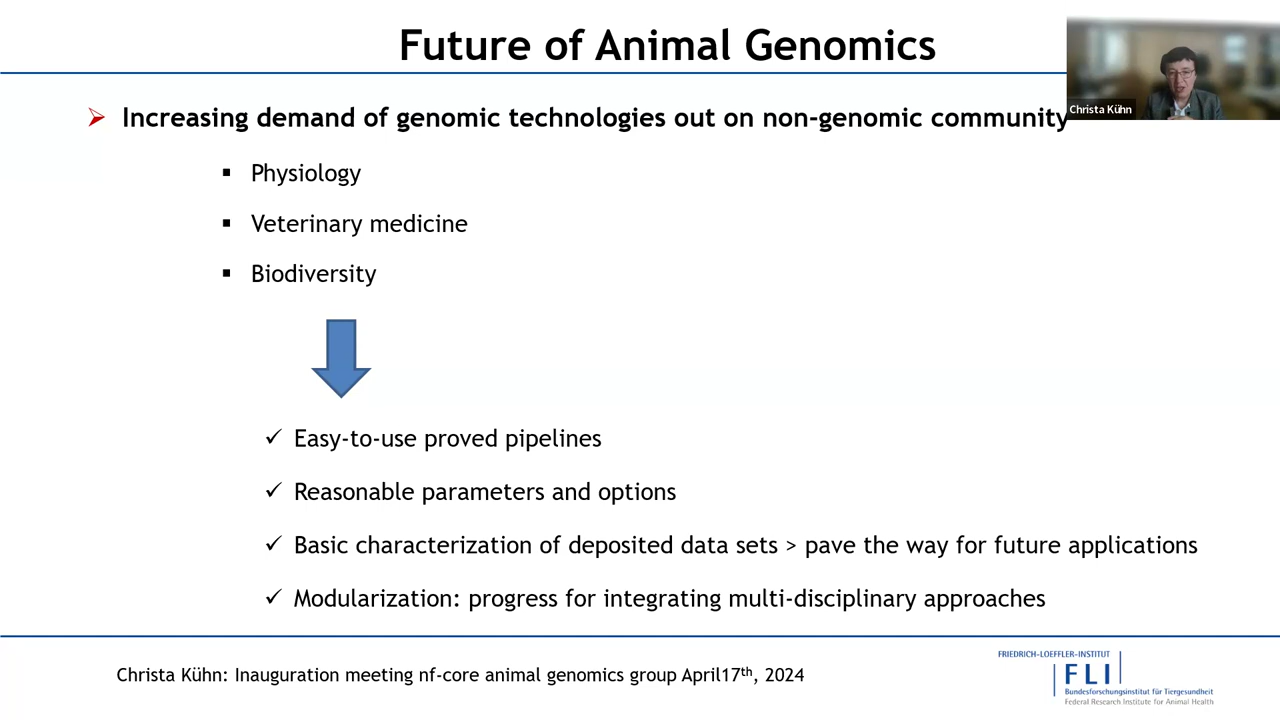 Future of Animal Genomics
Christa Kühn
➢ Increasing demand of genomic technologies out on non-genomic community
▪ Physiology
▪ Veterinary medicine
▪ Biodiversity
✓ Easy-to-use proved pipelines
✓ Reasonable parameters and options
✓ Basic characterization of deposited data sets > pave the way for future applications
✓ Modularization: progress for integrating multi-disciplinary approaches
Christa Kühn: Inauguration meeting nf-core animal genomics group April17th, 2024
FRIEDRICH-LOEFFLER-INSTITUT
FLI
Bundesforschungsinstitut für Tiergesundheit
Federal Research Institute for Animal Health